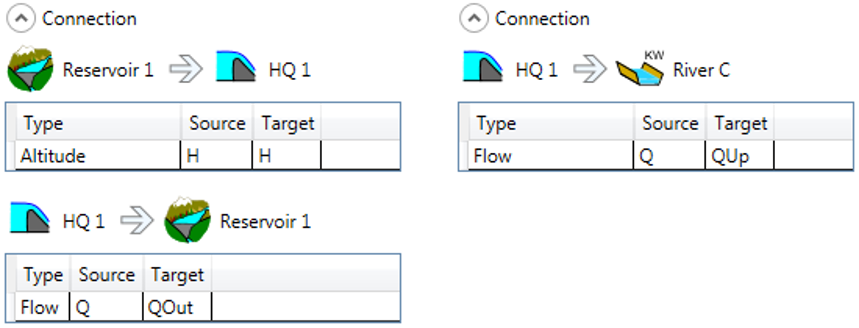 Connection
Reservoir 1 HQ 1
Type Source Target
Altitude H H
HQ 1 Reservoir 1
Type Source Target
Flow Q QOut
Connection
HQ 1 KW River C
Type Source Target
Flow Q QUp